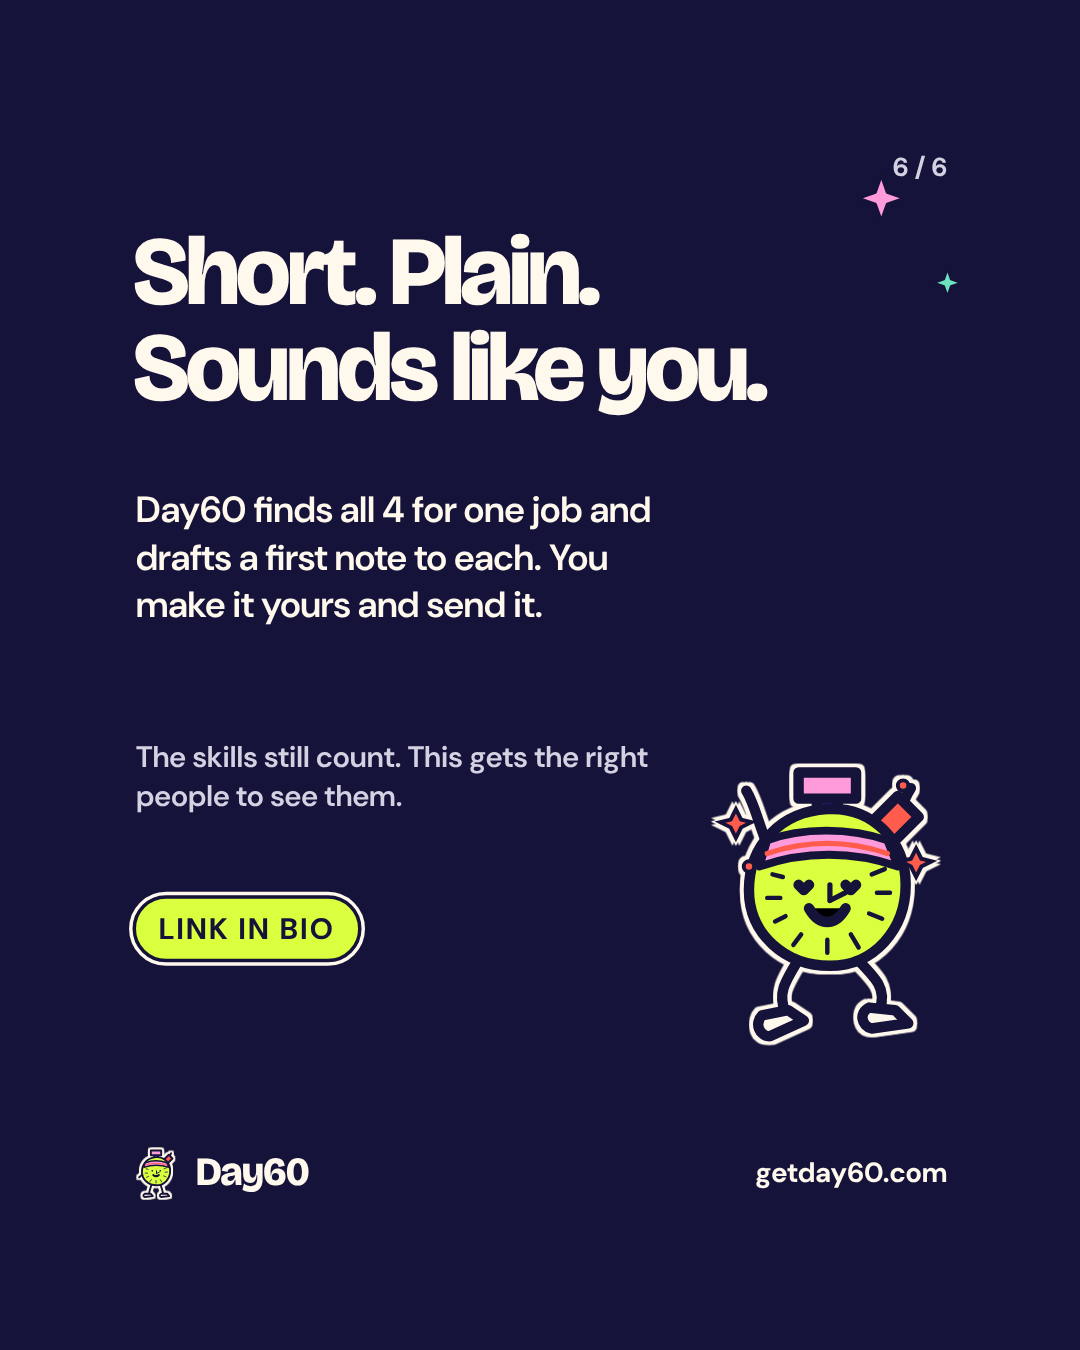 6 / 6
Short. Plain.
Sounds like you.
Day60 finds all 4 for one job and
drafts a first note to each. You
make it yours and send it.
The skills still count. This gets the right
people to see them.
LINK IN BIO
Day60
getday60.com